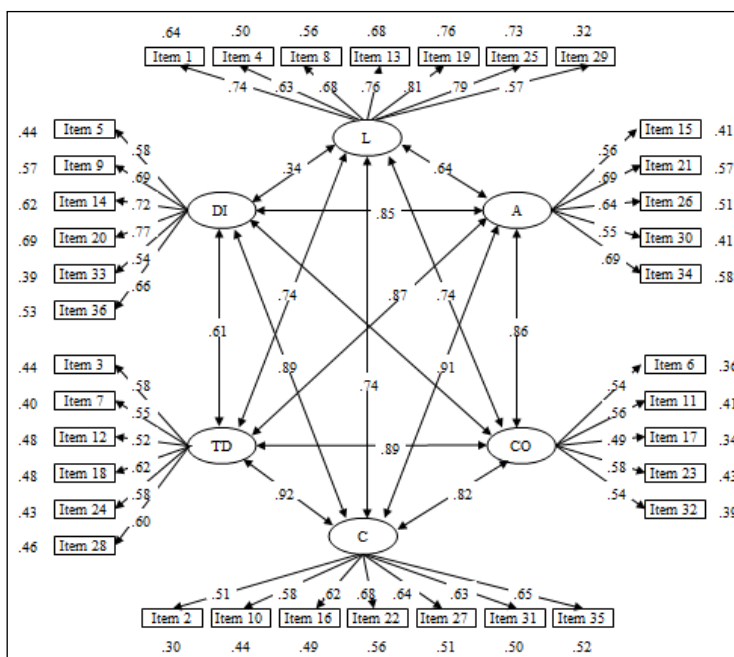 .64 .50 .56 .68 .76 .73 .32
Item 1 Item 4 Item 8 Item 13 Item 19 Item 25 Item 29
.74 .63 .68 .76 .81 .79 .57
L
.44 Item 5 .58
.57 Item 9 .69
.62 Item 14 .72
.69 Item 20 .77
.39 Item 33 .54
.53 Item 36 .66
DI
.56 Item 15 .41
.69 Item 21 .57
.64 Item 26 .51
.55 Item 30 .41
.69 Item 34 .58
A
.34 .64
.85
.74 .87 .74
.61 .89 .74 .91 .86
.44 Item 3 .58
.40 Item 7 .55
.48 Item 12 .52
.48 Item 18 .62
.43 Item 24 .58
.46 Item 28 .60
TD
.54 Item 6 .36
.56 Item 11 .41
.49 Item 17 .34
.58 Item 23 .43
.54 Item 32 .39
CO
.89
.92 .82
C
.51 .58 .62 .68 .64 .63 .65
Item 2 Item 10 Item 16 Item 22 Item 27 Item 31 Item 35
.30 .44 .49 .56 .51 .50 .52